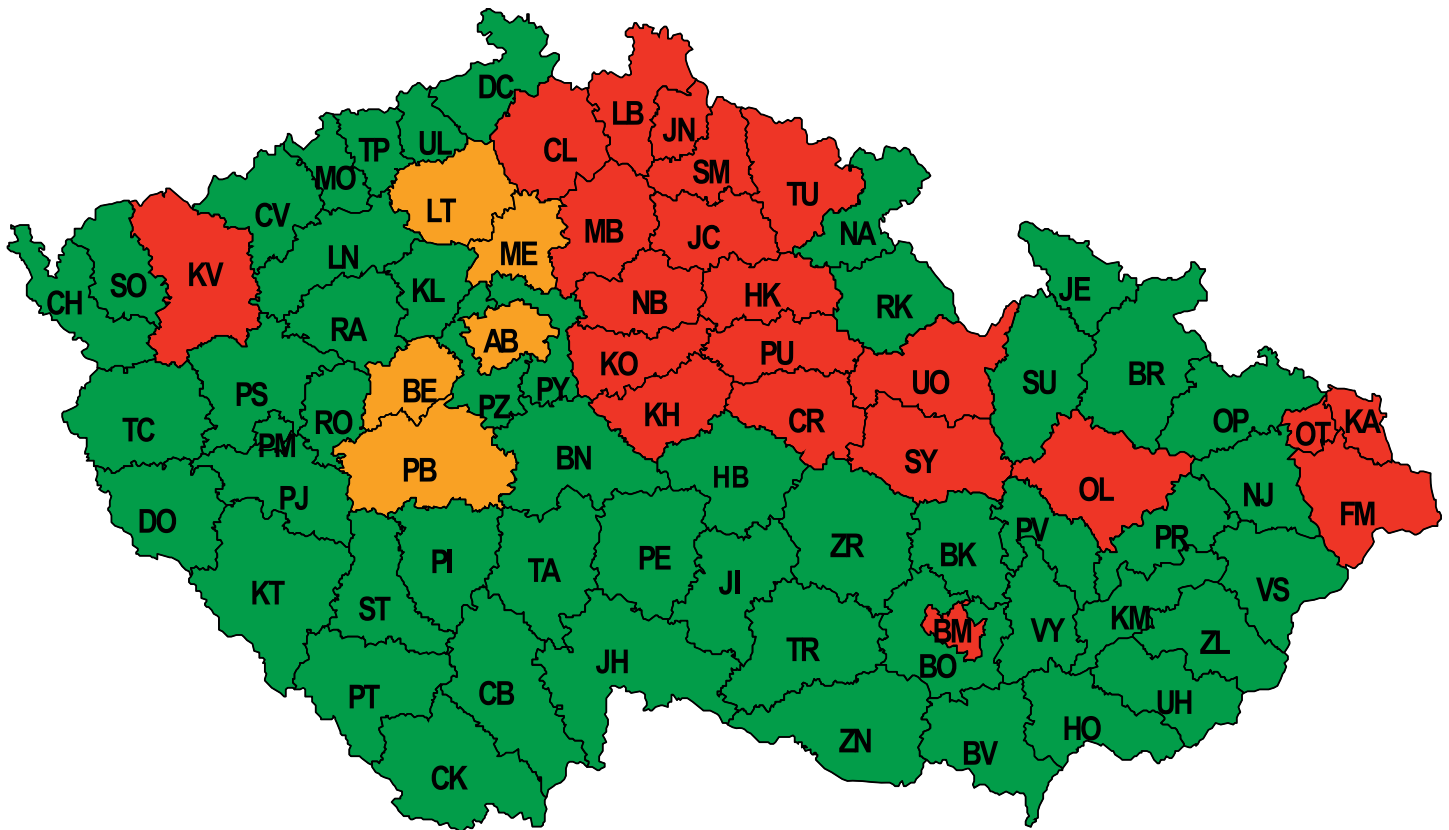 DC
LB
JN
UL
TP
CL
MO
SM
TU
LT
CV
MB
JC
NA
ME
LN
KV
SO
CH
KL
NB
HK
RK
JE
RA
AB
KO
PU
UO
SU
BR
BE
PY
PS
PZ
RO
KH
CR
TC
PM
OP
OT
KA
PB
BN
HB
SY
OL
NJ
FM
PJ
DO
PV
PR
PI
TA
PE
ZR
BK
JI
KT
ST
VS
KM
BM
VY
ZL
BO
TR
JH
PT
CB
UH
HO
ZN
BV
CK